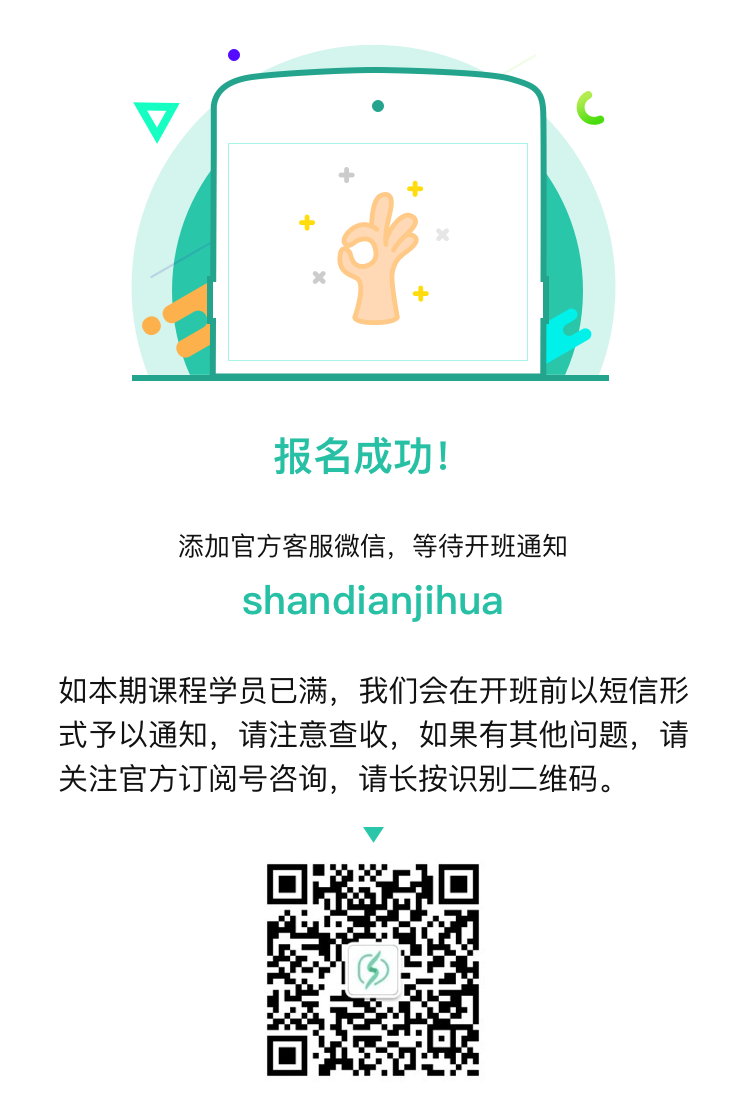 报名成功！
添加官方客服微信，等待开班通知
shandianjihua
如本期课程学员已满，我们会在开班前以短信形
式予以通知，请注意查收，如果有其他问题，请
关注官方订阅号咨询，请长按识别二维码。